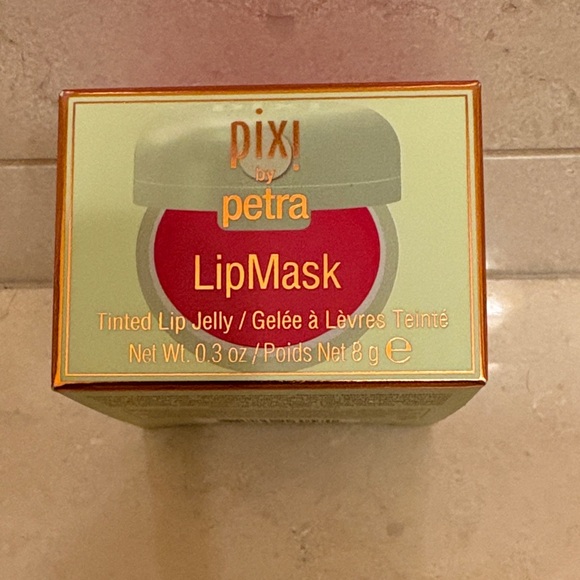 pixi
by
petra
LipMask
Tinted Lip Jelly / Gelée à Lèvres Teinté
Net Wt. 0.3 oz / Poids Net 8 g ℮